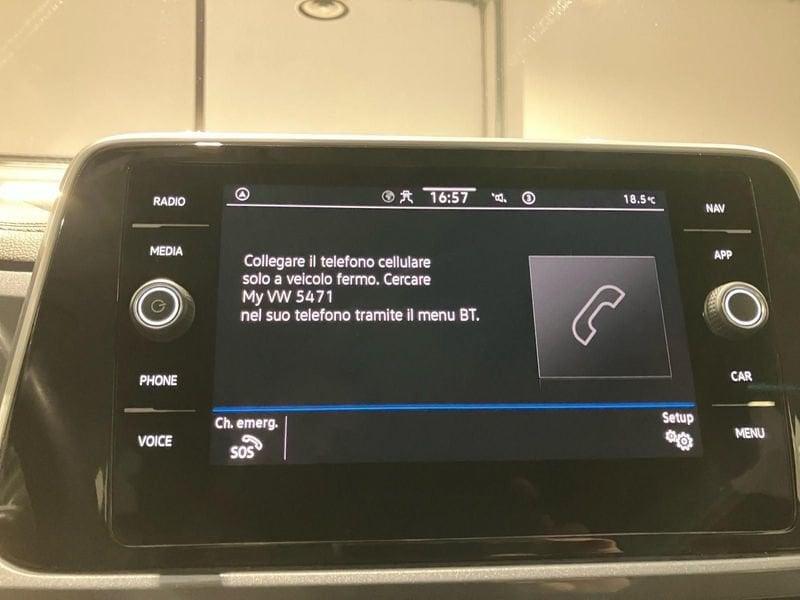 RADIO
MEDIA
PHONE
VOICE
16:57
3
18.5°C
Collegare il telefono cellulare
solo a veicolo fermo. Cercare
My VW 5471
nel suo telefono tramite il menu BT.
Ch. emerg.
SOS
Setup
NAV
APP
CAR
MENU